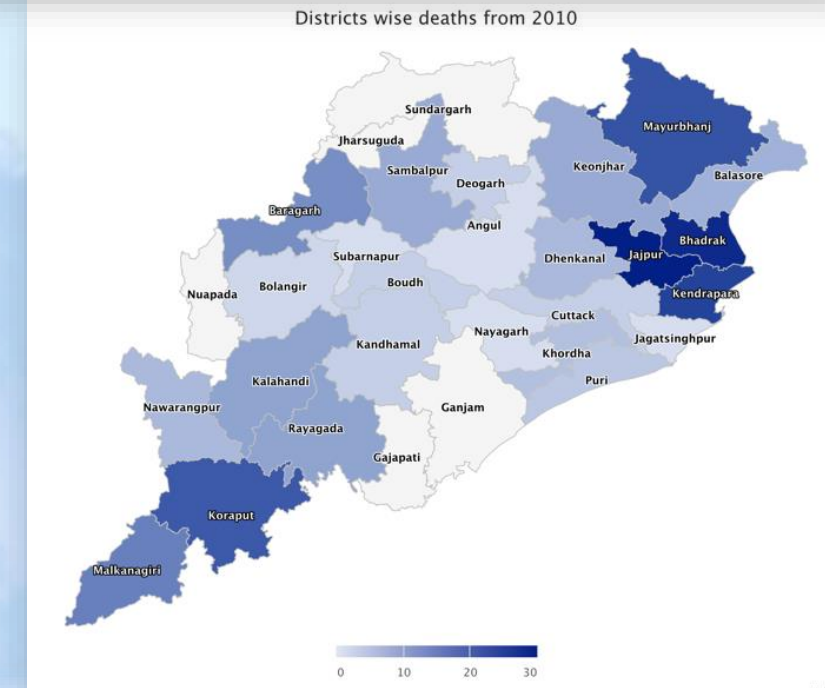 Districts wise deaths from 2010
Sundargarh
Mayurbhanj
Jharsuguda
Sambalpur
Keonjhar
Deogarh
Balasore
Baragarh
Angul
Bhadrak
Subarnapur
Dhenkanal
Jajpur
Boudh
Bolangir
Nuapada
Kendrapara
Cuttack
Nayagarh
Jagatsinghpur
Kandhamal
Khordha
Kalahandi
Puri
Nawarangpur
Ganjam
Rayagada
Gajapati
Koraput
Malkanagiri
0 10 20 30